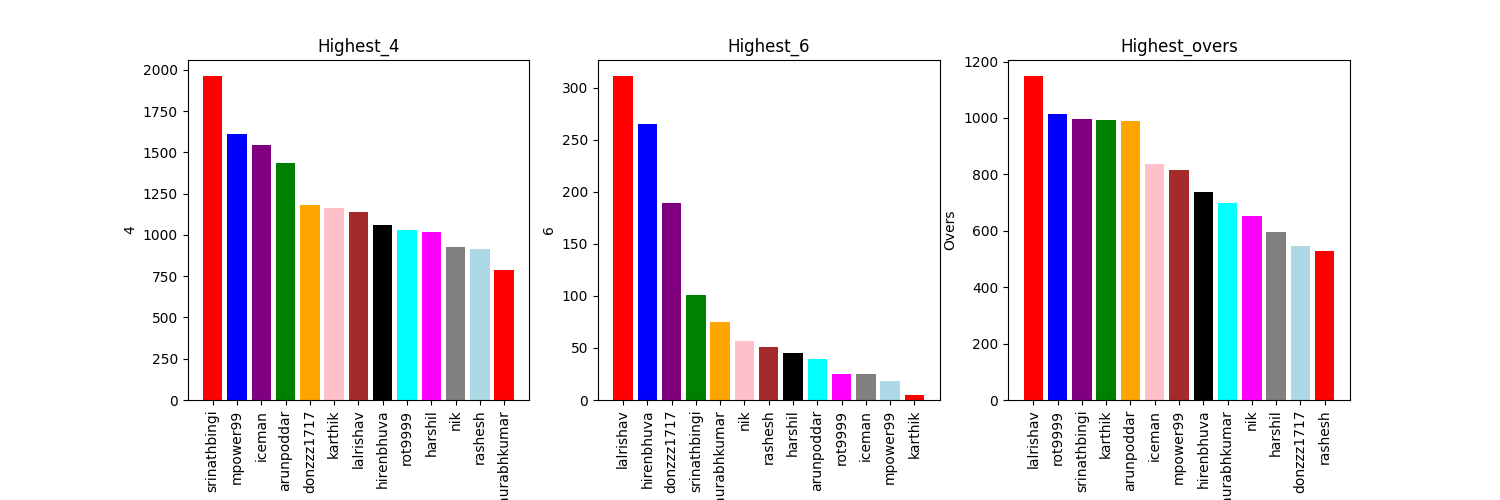 Highest_4
2000
1750
1500
1250
1000
750
500
250
0
4
srinathbingi
mpower99
iceman
arunpoddar
donzzz1717
karthik
lalrishav
hirenbhuva
rot9999
harshil
nik
rashesh
urabhkumar
Highest_6
300
250
200
150
100
50
0
6
lalrishav
hirenbhuva
donzzz1717
srinathbingi
urabhkumar
nik
rashesh
harshil
arunpoddar
rot9999
iceman
mpower99
karthik
Highest_overs
1200
1000
800
600
400
200
0
Overs
lalrishav
rot9999
srinathbingi
karthik
arunpoddar
iceman
mpower99
hirenbhuva
urabhkumar
nik
harshil
donzzz1717
rashesh